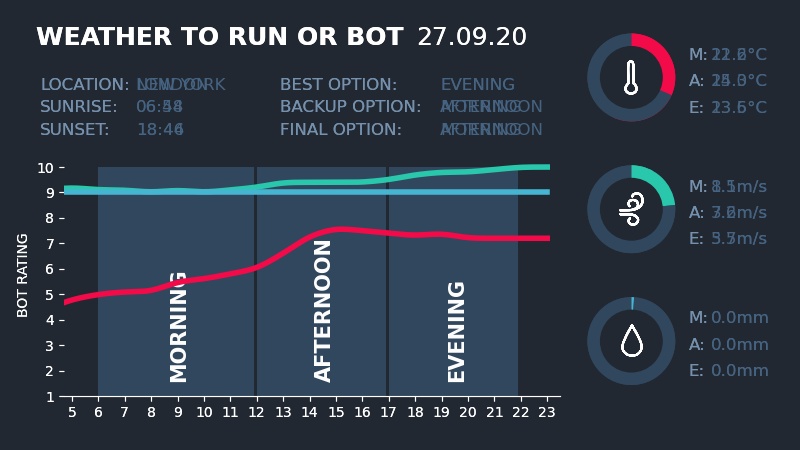 WEATHER TO RUN OR BOT 27.09.20
LOCATION:
BEST OPTION: EVENING
SUNRISE:
BACKUP OPTION:
SUNSET:
FINAL OPTION:
M:
A:
E:
M:
A:
E:
M: 0.0mm
A: 0.0mm
E: 0.0mm
BOT RATING
10
9
8
7
6
5
4
3
2
1
MORNING
AFTERNOON
EVENING
5 6 7 8 9 10 11 12 13 14 15 16 17 18 19 20 21 22 23